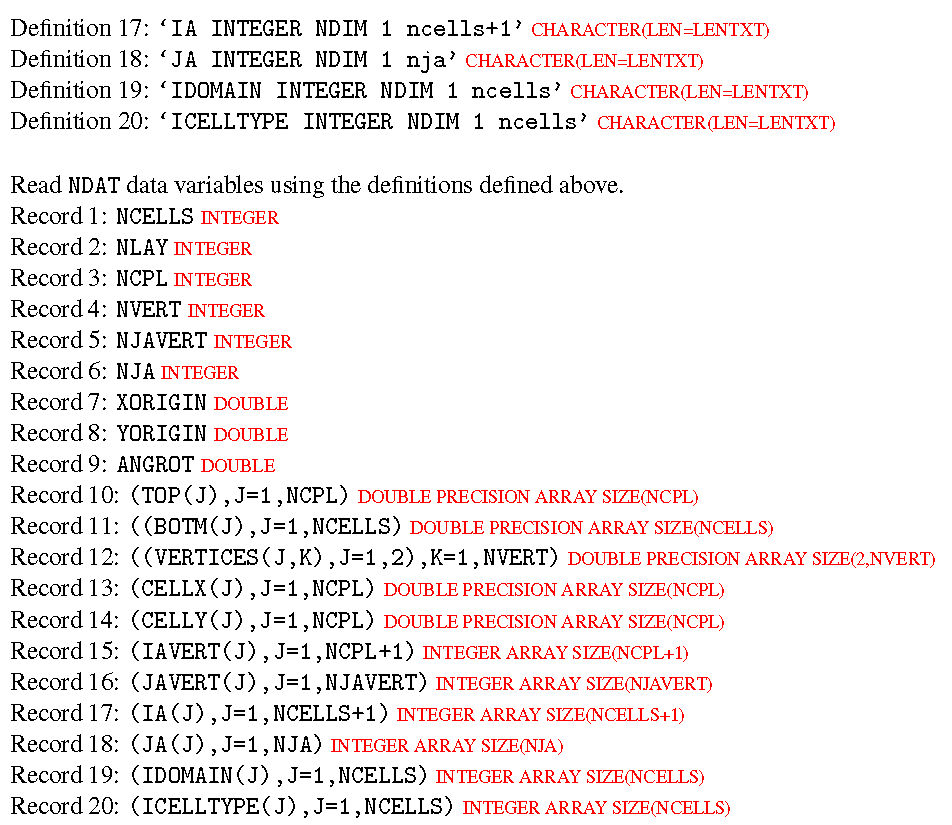 Definition 17: ‘IA INTEGER NDIM 1 ncells+1’ CHARACTER(LEN=LENTXT)
Definition 18: ‘JA INTEGER NDIM 1 nja’ CHARACTER(LEN=LENTXT)
Definition 19: ‘IDOMAIN INTEGER NDIM 1 ncells’ CHARACTER(LEN=LENTXT)
Definition 20: ‘ICELLTYPE INTEGER NDIM 1 ncells’ CHARACTER(LEN=LENTXT)
Read NDAT data variables using the definitions defined above.
Record 1: NCELLS INTEGER
Record 2: NLAY INTEGER
Record 3: NCPL INTEGER
Record 4: NVERT INTEGER
Record 5: NJAVERT INTEGER
Record 6: NJA INTEGER
Record 7: XORIGIN DOUBLE
Record 8: YORIGIN DOUBLE
Record 9: ANGROT DOUBLE
Record 10: (TOP(J),J=1,NCPL) DOUBLE PRECISION ARRAY SIZE(NCPL)
Record 11: ((BOTM(J),J=1,NCELLS) DOUBLE PRECISION ARRAY SIZE(NCELLS)
Record 12: ((VERTICES(J,K),J=1,2),K=1,NVERT) DOUBLE PRECISION ARRAY SIZE(2,NVERT)
Record 13: (CELLX(J),J=1,NCPL) DOUBLE PRECISION ARRAY SIZE(NCPL)
Record 14: (CELLY(J),J=1,NCPL) DOUBLE PRECISION ARRAY SIZE(NCPL)
Record 15: (IAVERT(J),J=1,NCPL+1) INTEGER ARRAY SIZE(NCPL+1)
Record 16: (JAVERT(J),J=1,NJAVERT) INTEGER ARRAY SIZE(NJAVERT)
Record 17: (IA(J),J=1,NCELLS+1) INTEGER ARRAY SIZE(NCELLS+1)
Record 18: (JA(J),J=1,NJA) INTEGER ARRAY SIZE(NJA)
Record 19: (IDOMAIN(J),J=1,NCELLS) INTEGER ARRAY SIZE(NCELLS)
Record 20: (ICELLTYPE(J),J=1,NCELLS) INTEGER ARRAY SIZE(NCELLS)